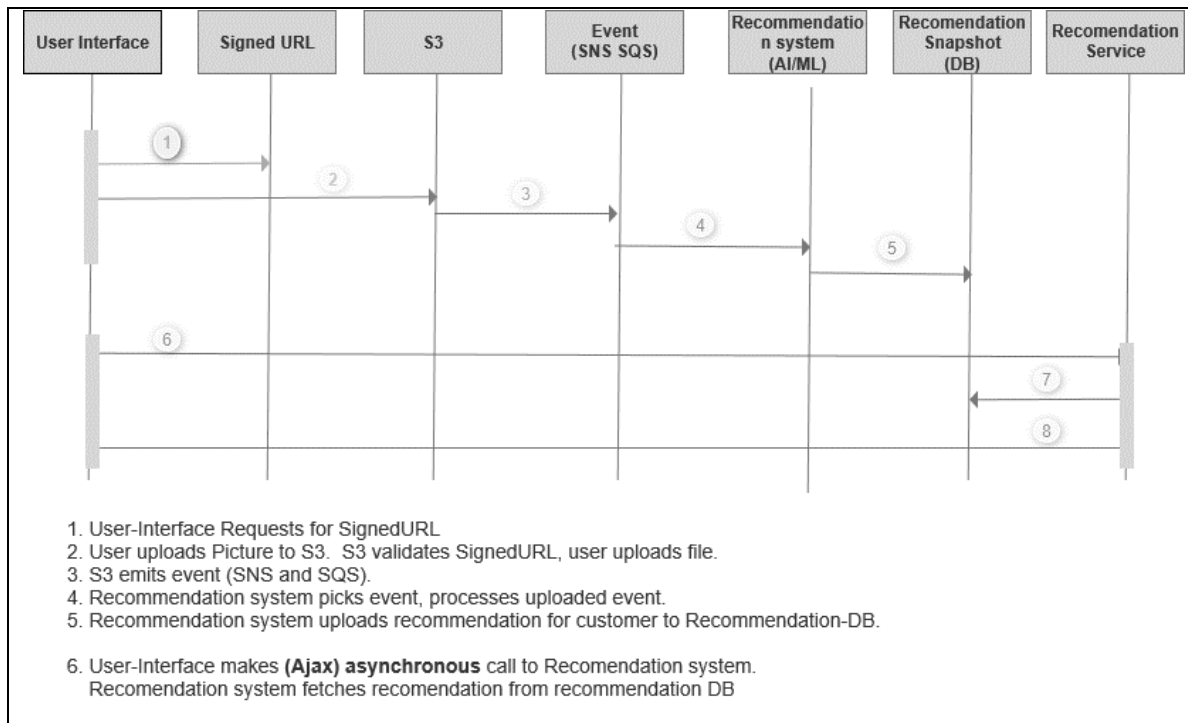 User Interface
Signed URL
S3
Event
(SNS SQS)
Recommendatio
n system
(AI/ML)
Recomendation
Snapshot
(DB)
Recomendation
Service
1
2
3
4
5
6
7
8
1. User-Interface Requests for SignedURL
2. User uploads Picture to S3. S3 validates SignedURL, user uploads file.
3. S3 emits event (SNS and SQS).
4. Recommendation system picks event, processes uploaded event.
5. Recommendation system uploads recommendation for customer to Recommendation-DB.
6. User-Interface makes (Ajax) asynchronous call to Recomendation system.
Recomendation system fetches recomendation from recommendation DB